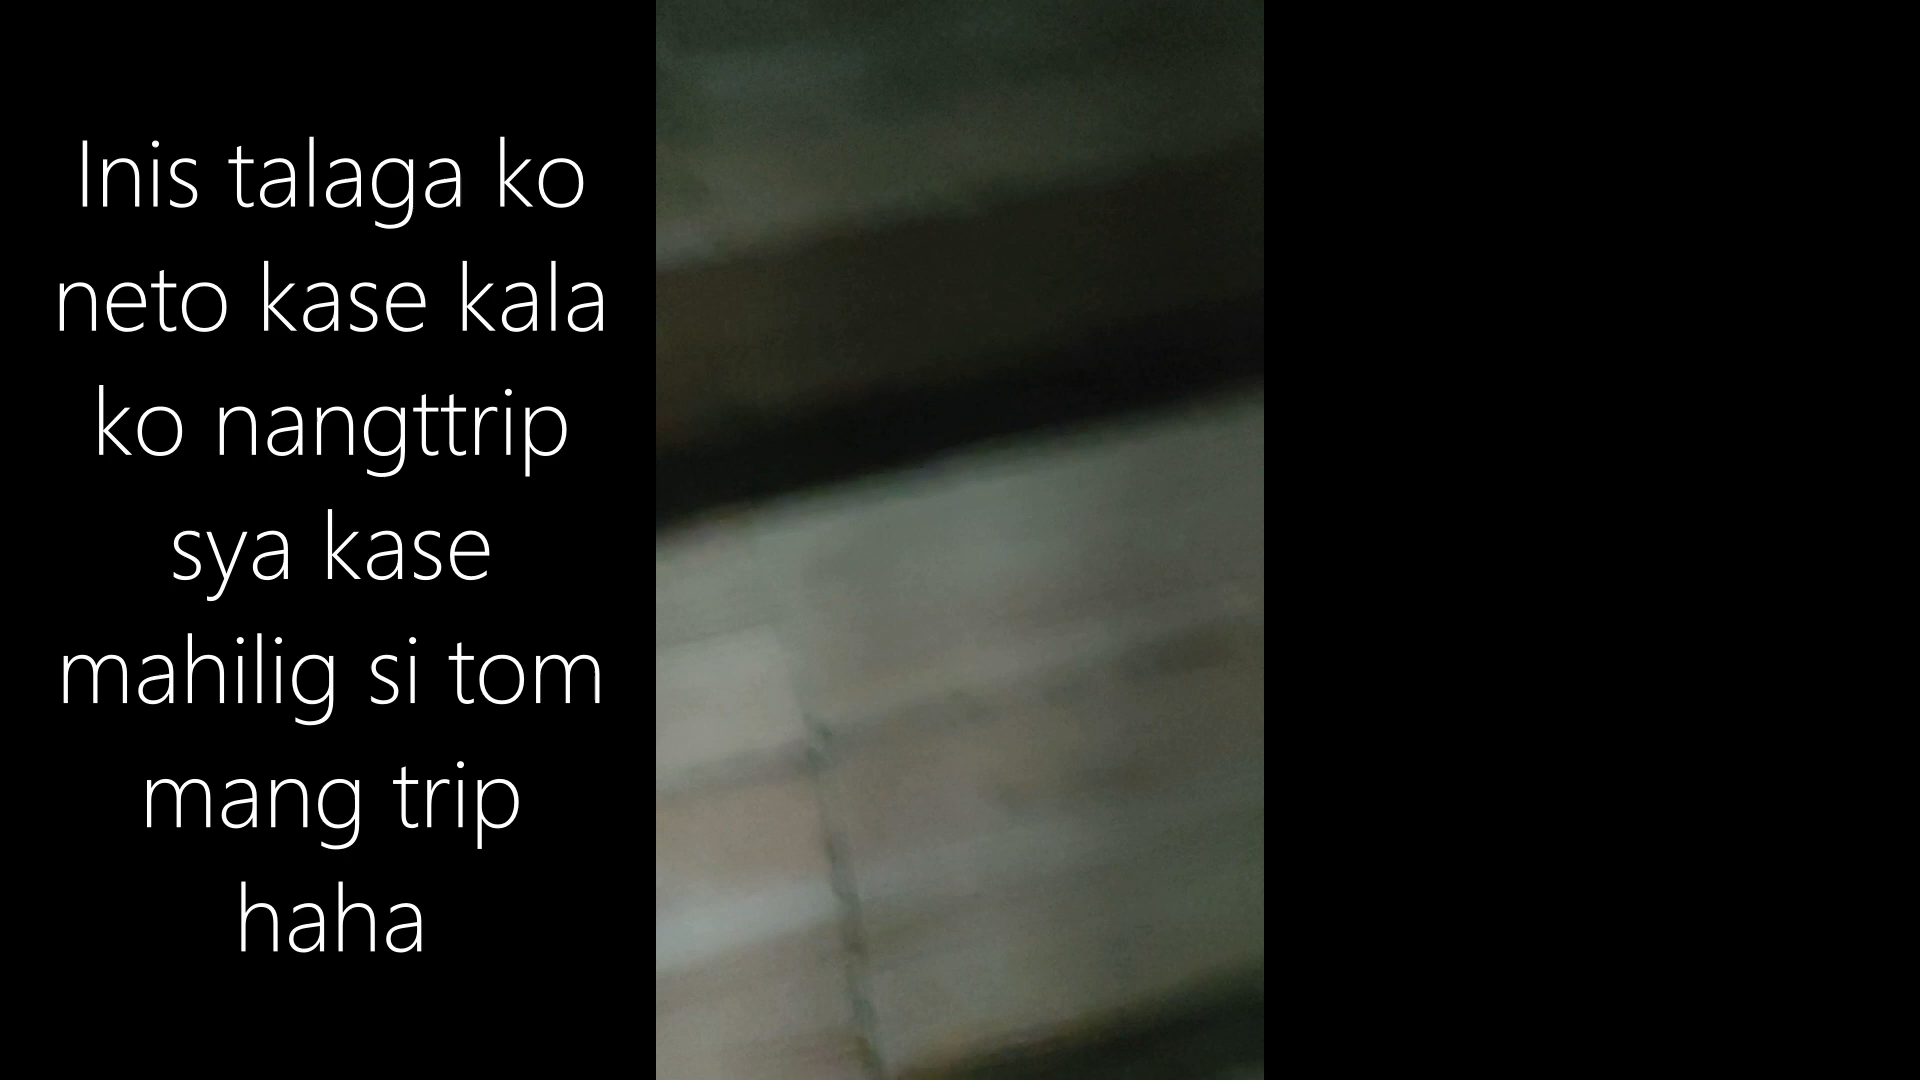 Inis talaga ko
neto kase kala
ko nangttrip
sya kase
mahilig si tom
mang trip
haha